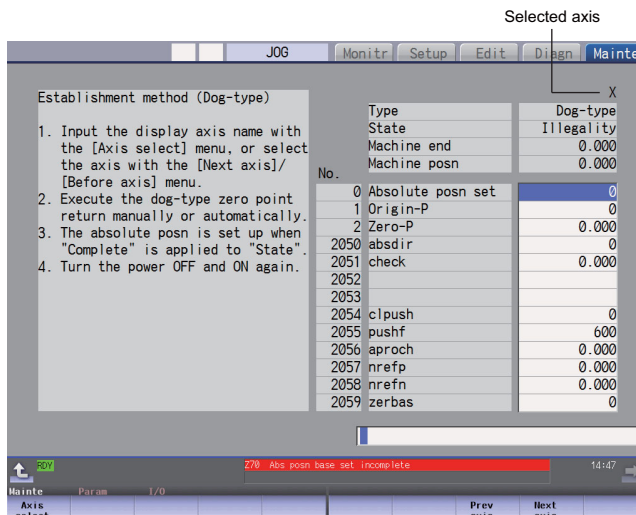 Selected axis
JOG Monitr Setup Edit Diagn Mainte
X
Establishment method (Dog-type)
1. Input the display axis name with
the [Axis select] menu, or select
the axis with the [Next axis]/
[Before axis] menu.
2. Execute the dog-type zero point
return manually or automatically.
3. The absolute posn is set up when
"Complete" is applied to "State".
4. Turn the power OFF and ON again.
Type Dog-type
State Illegality
Machine end 0.000
Machine posn 0.000
No.
0 Absolute posn set 0
1 Origin-P 0
2 Zero-P 0.000
2050 absdir 0
2051 check 0.000
2052
2053
2054 clpush 0
2055 pushf 600
2056 aproch 0.000
2057 nrefp 0.000
2058 nrefn 0.000
2059 zerbas 0
RDY Z70 Abs posn base set incomplete 14:47
Mainte Param I/O
Axis select Prev axis Next axis